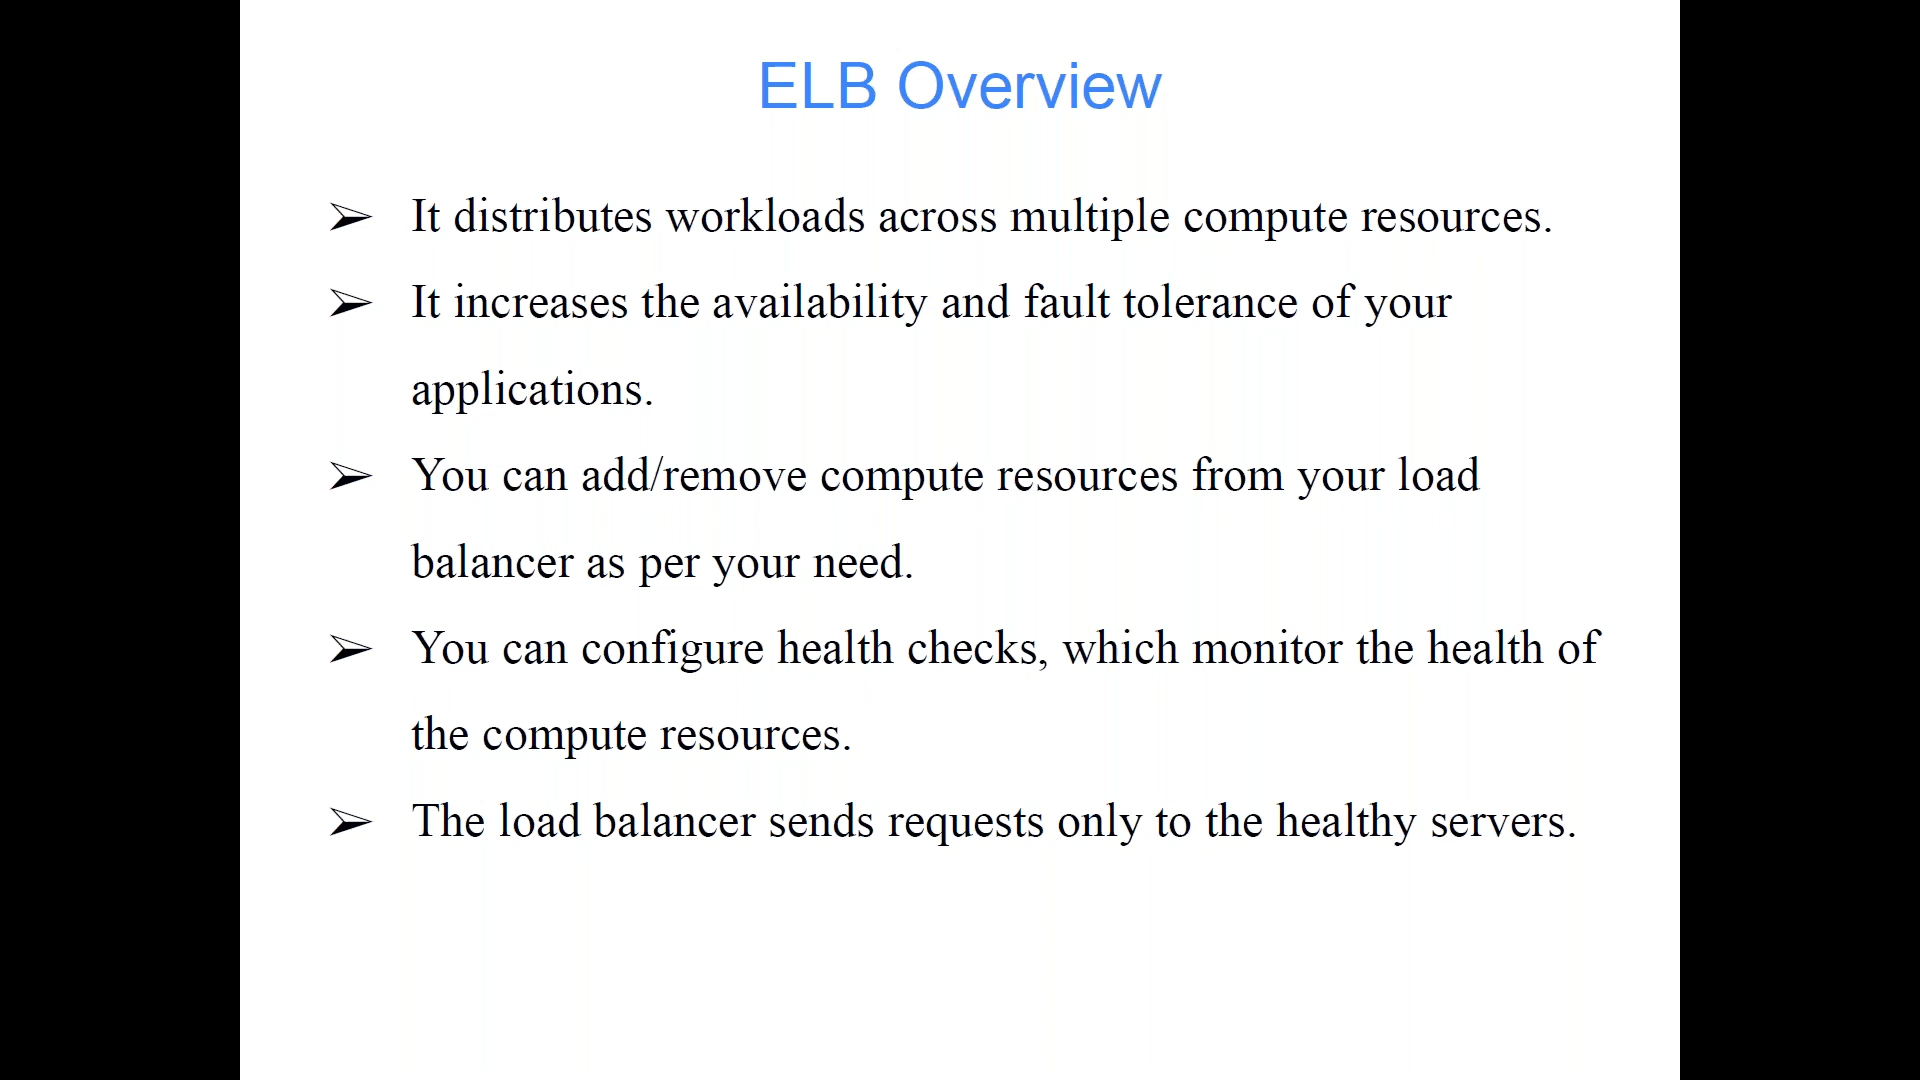 ELB Overview
➢ It distributes workloads across multiple compute resources.
➢ It increases the availability and fault tolerance of your
applications.
➢ You can add/remove compute resources from your load
balancer as per your need.
➢ You can configure health checks, which monitor the health of
the compute resources.
➢ The load balancer sends requests only to the healthy servers.